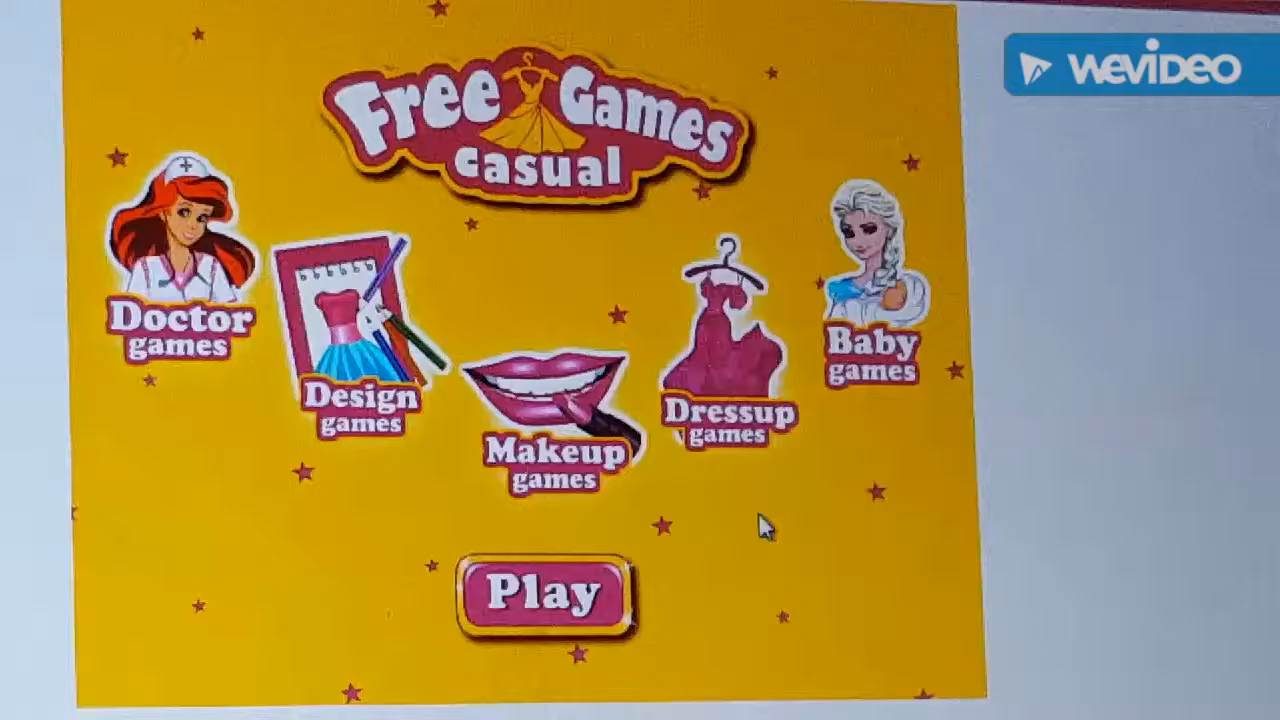 WEVIDEO
Free Games
casual
Doctor
games
Design
games
Makeup
games
Dressup
games
Baby
games
Play